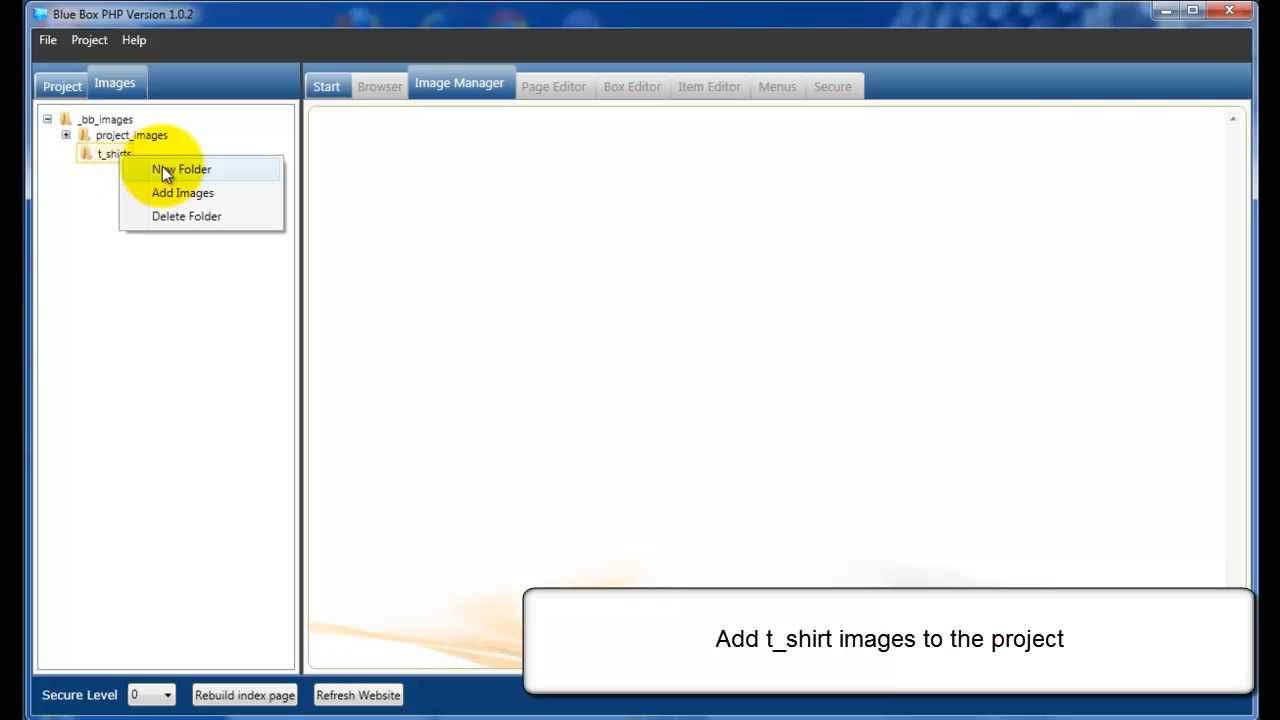 Blue Box PHP Version 1.0.2
File Project Help
Project Images
Start Browser Image Manager Page Editor Box Editor Item Editor Menus Secure
_bb_images
project_images
t_shirts
New Folder
Add Images
Delete Folder
Add t_shirt images to the project
Secure Level 0 Rebuild index page Refresh Website